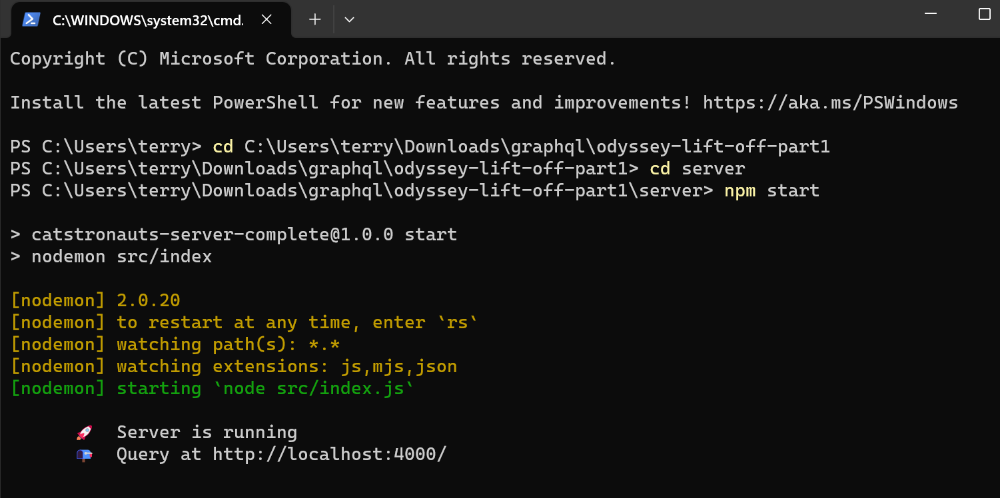 C:\WINDOWS\system32\cmd.
Copyright (C) Microsoft Corporation. All rights reserved.
Install the latest PowerShell for new features and improvements! https://aka.ms/PSWindows
PS C:\Users\terry> cd C:\Users\terry\Downloads\graphql\odyssey-lift-off-part1
PS C:\Users\terry\Downloads\graphql\odyssey-lift-off-part1> cd server
PS C:\Users\terry\Downloads\graphql\odyssey-lift-off-part1\server> npm start
> catstronauts-server-complete@1.0.0 start
> nodemon src/index
[nodemon] 2.0.20
[nodemon] to restart at any time, enter `rs`
[nodemon] watching path(s): *.*
[nodemon] watching extensions: js,mjs,json
[nodemon] starting `node src/index.js`
🚀 Server is running
📭 Query at http://localhost:4000/